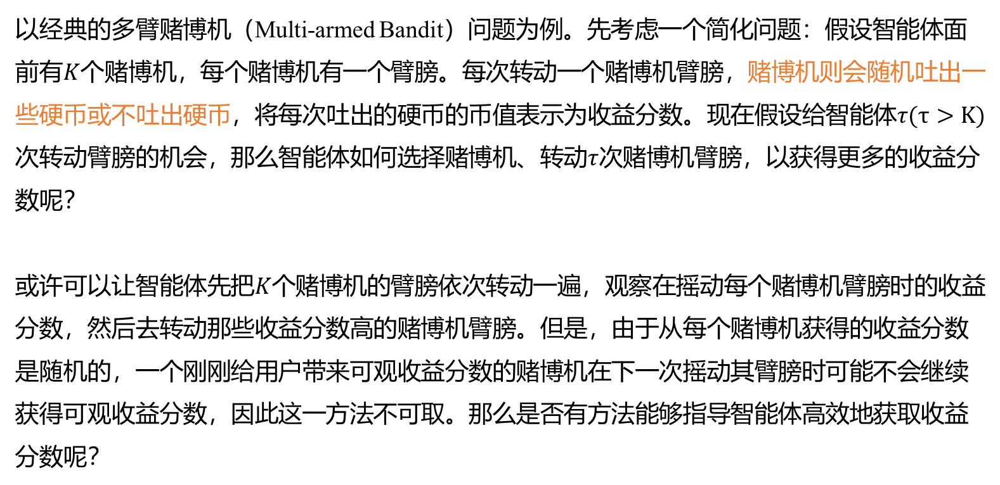 以经典的多臂赌博机（Multi-armed Bandit）问题为例。先考虑一个简化问题：假设智能体面
前有K个赌博机，每个赌博机有一个臂膀。每次转动一个赌博机臂膀，赌博机则会随机吐出一
些硬币或不吐出硬币，将每次吐出的硬币的币值表示为收益分数。现在假设给智能体τ(τ > K)
次转动臂膀的机会，那么智能体如何选择赌博机、转动τ次赌博机臂膀，以获得更多的收益分
数呢？
或许可以让智能体先把K个赌博机的臂膀依次转动一遍，观察在摇动每个赌博机臂膀时的收益
分数，然后去转动那些收益分数高的赌博机臂膀。但是，由于从每个赌博机获得的收益分数
是随机的，一个刚刚给用户带来可观收益分数的赌博机在下一次摇动其臂膀时可能不会继续
获得可观收益分数，因此这一方法不可取。那么是否有方法能够指导智能体高效地获取收益
分数呢？